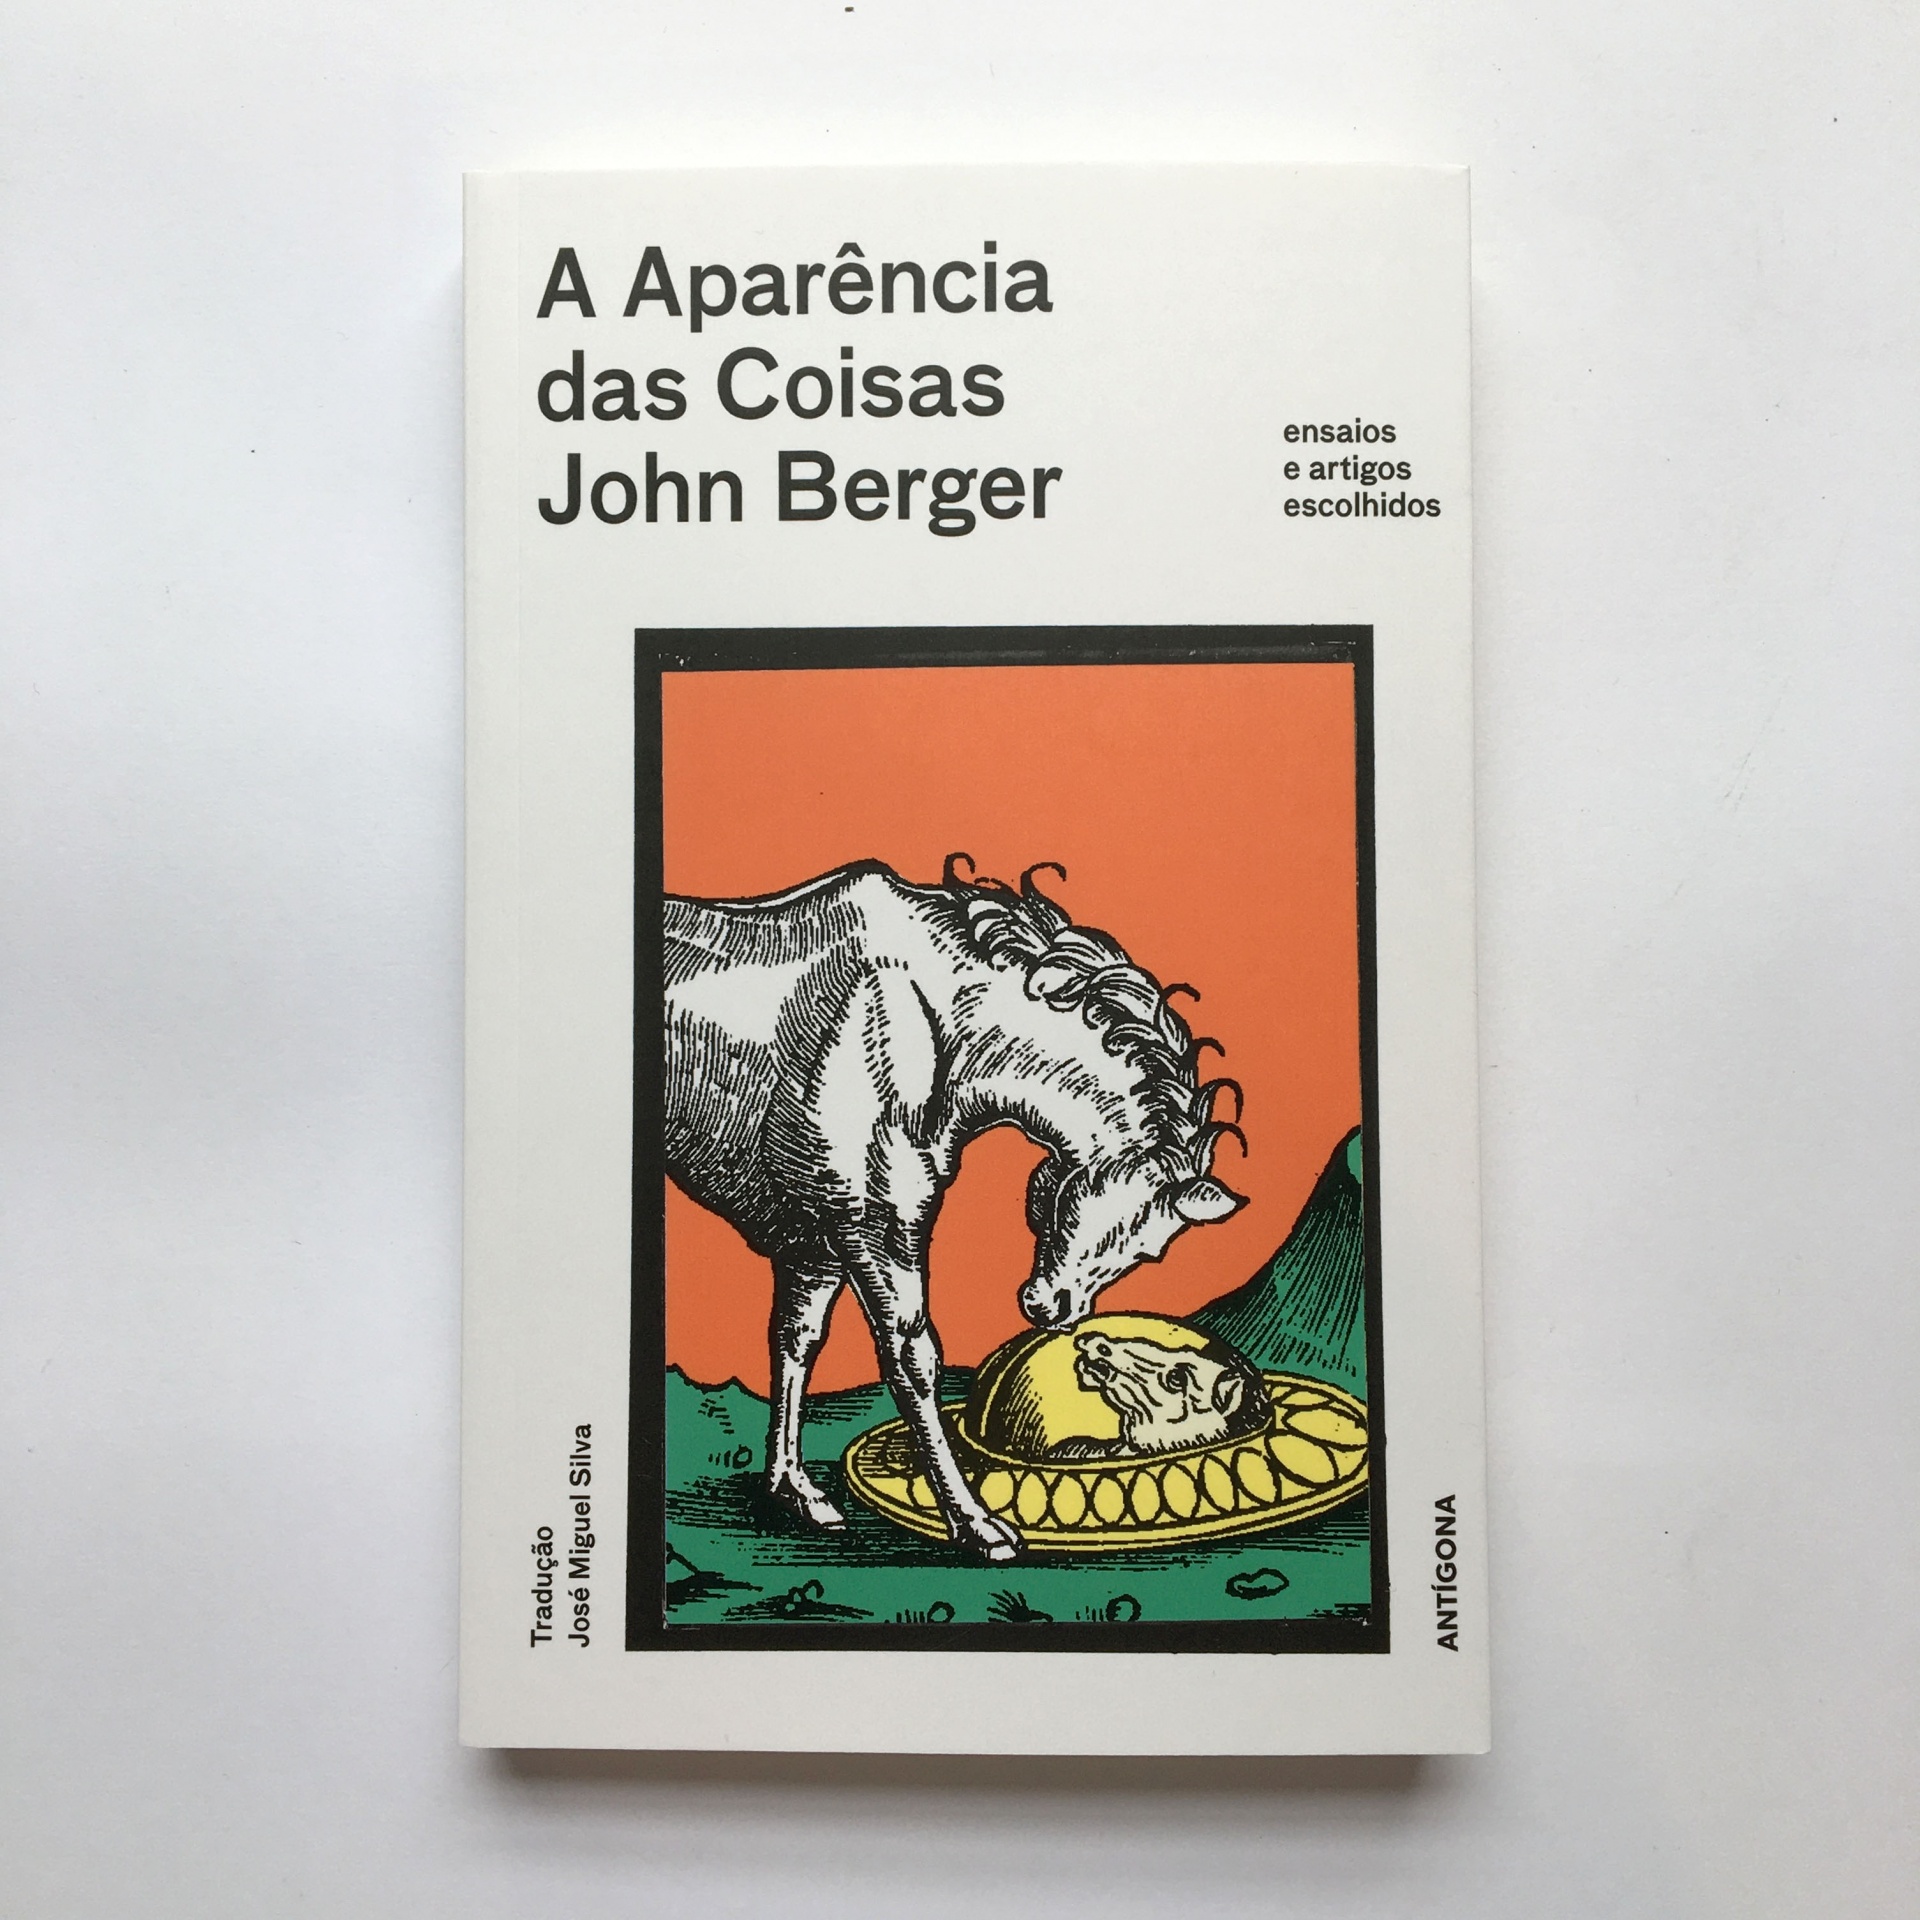 A Aparência
das Coisas
John Berger
ensaios
e artigos
escolhidos
Tradução
José Miguel Silva
ANTÍGONA